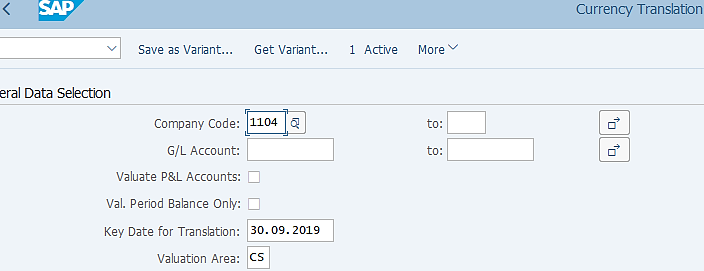 SAP Currency Translation
Save as Variant... Get Variant... 1 Active More
eral Data Selection
Company Code: 1104 to:
G/L Account: to:
Valuate P&L Accounts:
Val. Period Balance Only:
Key Date for Translation: 30.09.2019
Valuation Area: CS